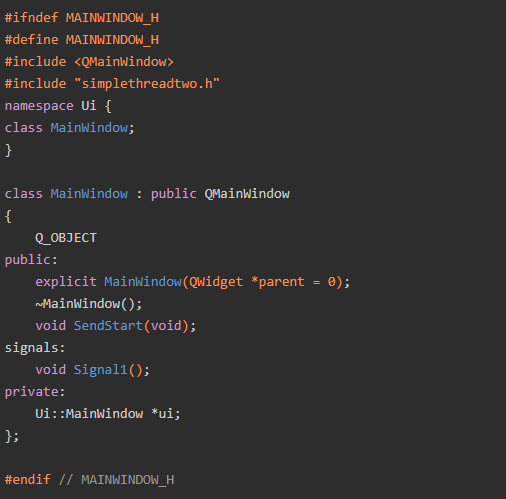 #ifndef MAINWINDOW_H
#define MAINWINDOW_H
#include <QMainWindow>
#include "simplethreadtwo.h"
namespace Ui {
class MainWindow;
}

class MainWindow : public QMainWindow
{
    Q_OBJECT
public:
    explicit MainWindow(QWidget *parent = 0);
    ~MainWindow();
    void SendStart(void);
signals:
    void Signal1();
private:
    Ui::MainWindow *ui;
};

#endif // MAINWINDOW_H